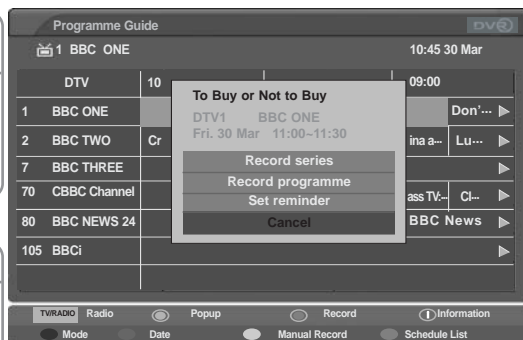 Programme Guide DVR
1 BBC ONE 10:45 30 Mar
DTV 10 09:00
1 BBC ONE Don'···
2 BBC TWO Cr ina a--- Lu···
7 BBC THREE
70 CBBC Channel ass TV:-- Cl---
80 BBC NEWS 24 BBC News
105 BBCi
To Buy or Not to Buy
DTV1 BBC ONE
Fri. 30 Mar 11:00~11:30
Record series
Record programme
Set reminder
Cancel
TV/RADIO Radio Popup Record Information
Mode Date Manual Record Schedule List